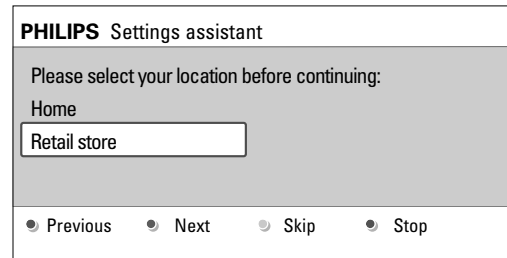 PHILIPS Settings assistant
Please select your location before continuing:
Home
Retail store
Previous Next Skip Stop